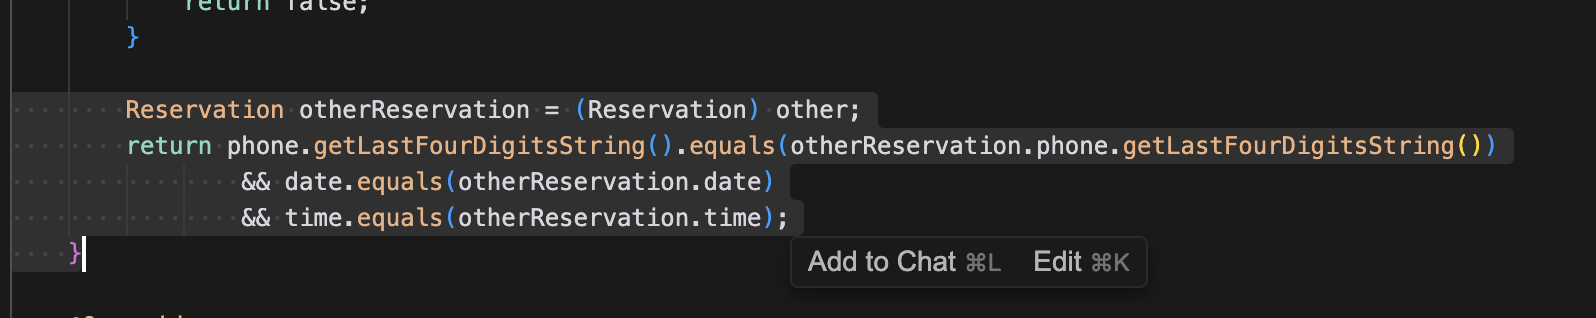 return false;
}
Reservation otherReservation = (Reservation) other;
return phone.getLastFourDigitsString().equals(otherReservation.phone.getLastFourDigitsString())
&& date.equals(otherReservation.date)
&& time.equals(otherReservation.time);
}
Add to Chat ⌘L Edit ⌘K